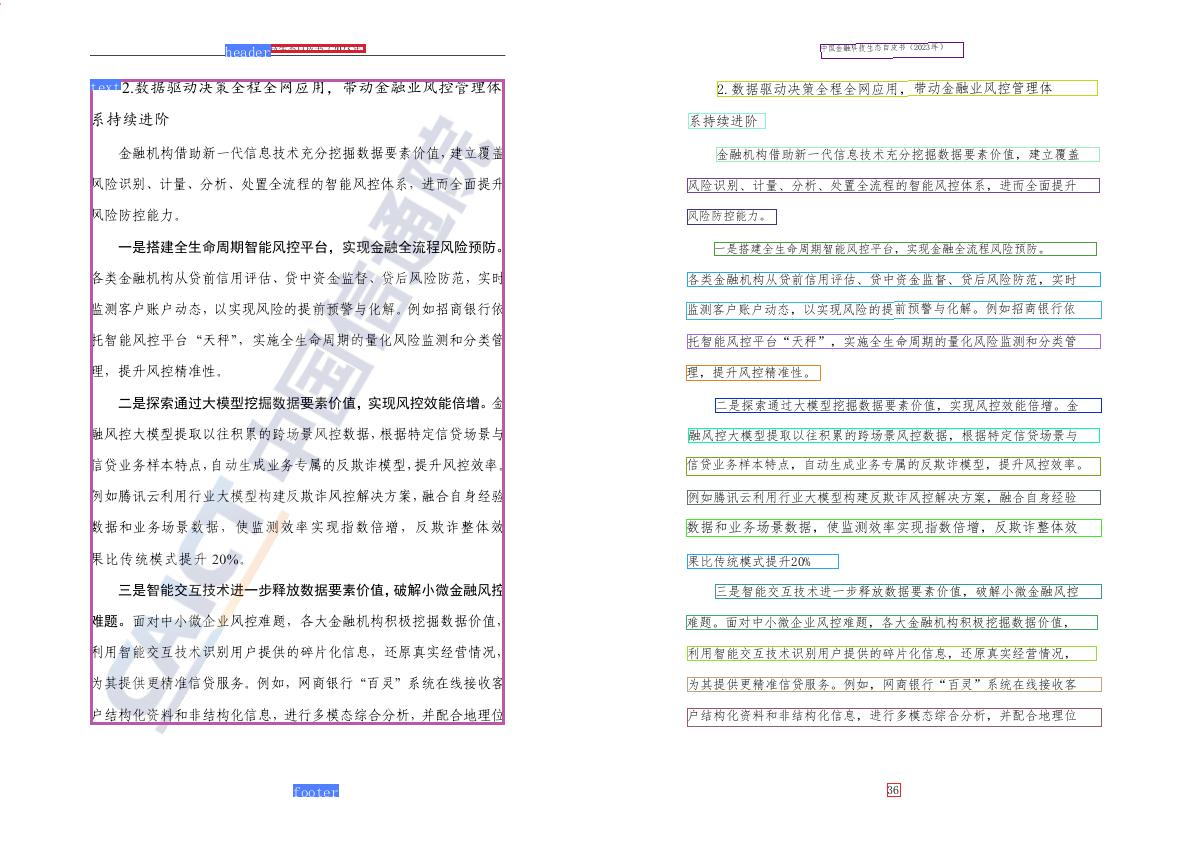 header
text 2.数据驱动决策全程全网应用，带动金融业风控管理体
系持续进阶
金融机构借助新一代信息技术充分挖掘数据要素价值，建立覆盖
风险识别、计量、分析、处置全流程的智能风控体系，进而全面提升
风险防控能力。
一是搭建全生命周期智能风控平台，实现金融全流程风险预防。
各类金融机构从贷前信用评估、贷中资金监督、贷后风险防范，实时
监测客户账户动态，以实现风险的提前预警与化解。例如招商银行依
托智能风控平台“天秤”，实施全生命周期的量化风险监测和分类管
理，提升风控精准性。
二是探索通过大模型挖掘数据要素价值，实现风控效能倍增。金
融风控大模型提取以往积累的跨场景风控数据，根据特定信贷场景与
信贷业务样本特点，自动生成业务专属的反欺诈模型，提升风控效率。
例如腾讯云利用行业大模型构建反欺诈风控解决方案，融合自身经验
数据和业务场景数据，使监测效率实现指数倍增，反欺诈整体效
果比传统模式提升 20%。
三是智能交互技术进一步释放数据要素价值，破解小微金融风控
难题。面对中小微企业风控难题，各大金融机构积极挖掘数据价值，
利用智能交互技术识别用户提供的碎片化信息，还原真实经营情况，
为其提供更精准信贷服务。例如，网商银行“百灵”系统在线接收客
户结构化资料和非结构化信息，进行多模态综合分析，并配合地理位
CAICT 中国信通院
footer
中国金融科技生态白皮书（2023年）
2.数据驱动决策全程全网应用，带动金融业风控管理体
系持续进阶
金融机构借助新一代信息技术充分挖掘数据要素价值，建立覆盖
风险识别、计量、分析、处置全流程的智能风控体系，进而全面提升
风险防控能力。
一是搭建全生命周期智能风控平台，实现金融全流程风险预防。
各类金融机构从贷前信用评估、贷中资金监督、贷后风险防范，实时
监测客户账户动态，以实现风险的提前预警与化解。例如招商银行依
托智能风控平台“天秤”，实施全生命周期的量化风险监测和分类管
理，提升风控精准性。
二是探索通过大模型挖掘数据要素价值，实现风控效能倍增。金
融风控大模型提取以往积累的跨场景风控数据，根据特定信贷场景与
信贷业务样本特点，自动生成业务专属的反欺诈模型，提升风控效率。
例如腾讯云利用行业大模型构建反欺诈风控解决方案，融合自身经验
数据和业务场景数据，使监测效率实现指数倍增，反欺诈整体效
果比传统模式提升20%
三是智能交互技术进一步释放数据要素价值，破解小微金融风控
难题。面对中小微企业风控难题，各大金融机构积极挖掘数据价值，
利用智能交互技术识别用户提供的碎片化信息，还原真实经营情况，
为其提供更精准信贷服务。例如，网商银行“百灵”系统在线接收客
户结构化资料和非结构化信息，进行多模态综合分析，并配合地理位
36